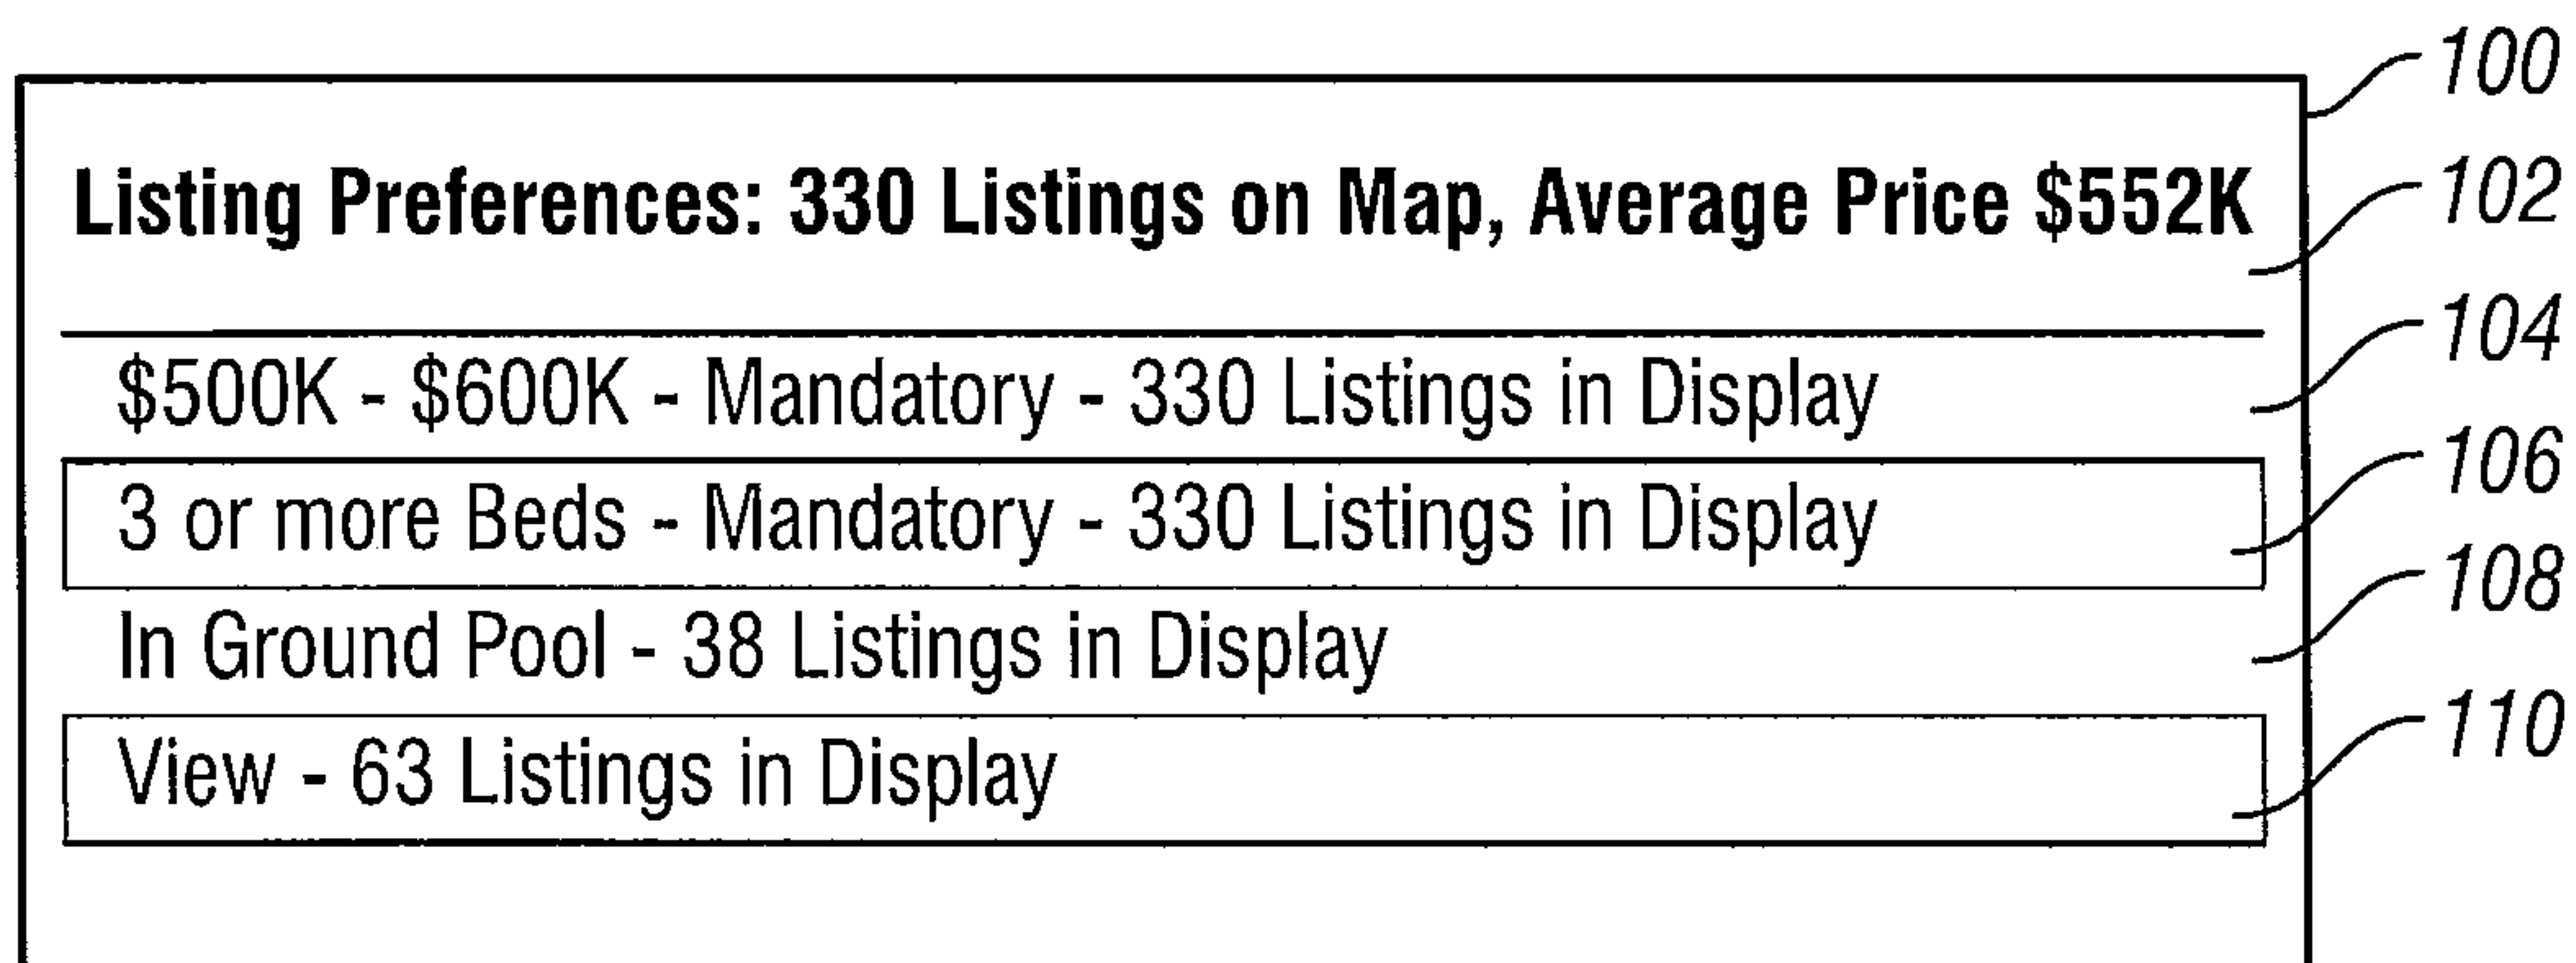 100
Listing Preferences: 330 Listings on Map, Average Price $552K
102
$500K - $600K - Mandatory - 330 Listings in Display
104
3 or more Beds - Mandatory - 330 Listings in Display
106
In Ground Pool - 38 Listings in Display
108
View - 63 Listings in Display
110